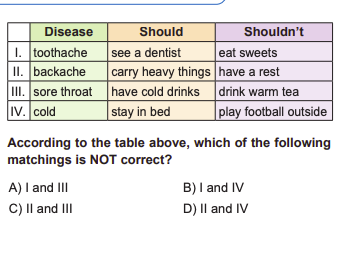 Disease Should Shouldn't
I. toothache see a dentist eat sweets
II. backache carry heavy things have a rest
III. sore throat have cold drinks drink warm tea
IV. cold stay in bed play football outside
According to the table above, which of the following
matchings is NOT correct?
A) I and III B) I and IV
C) II and III D) II and IV